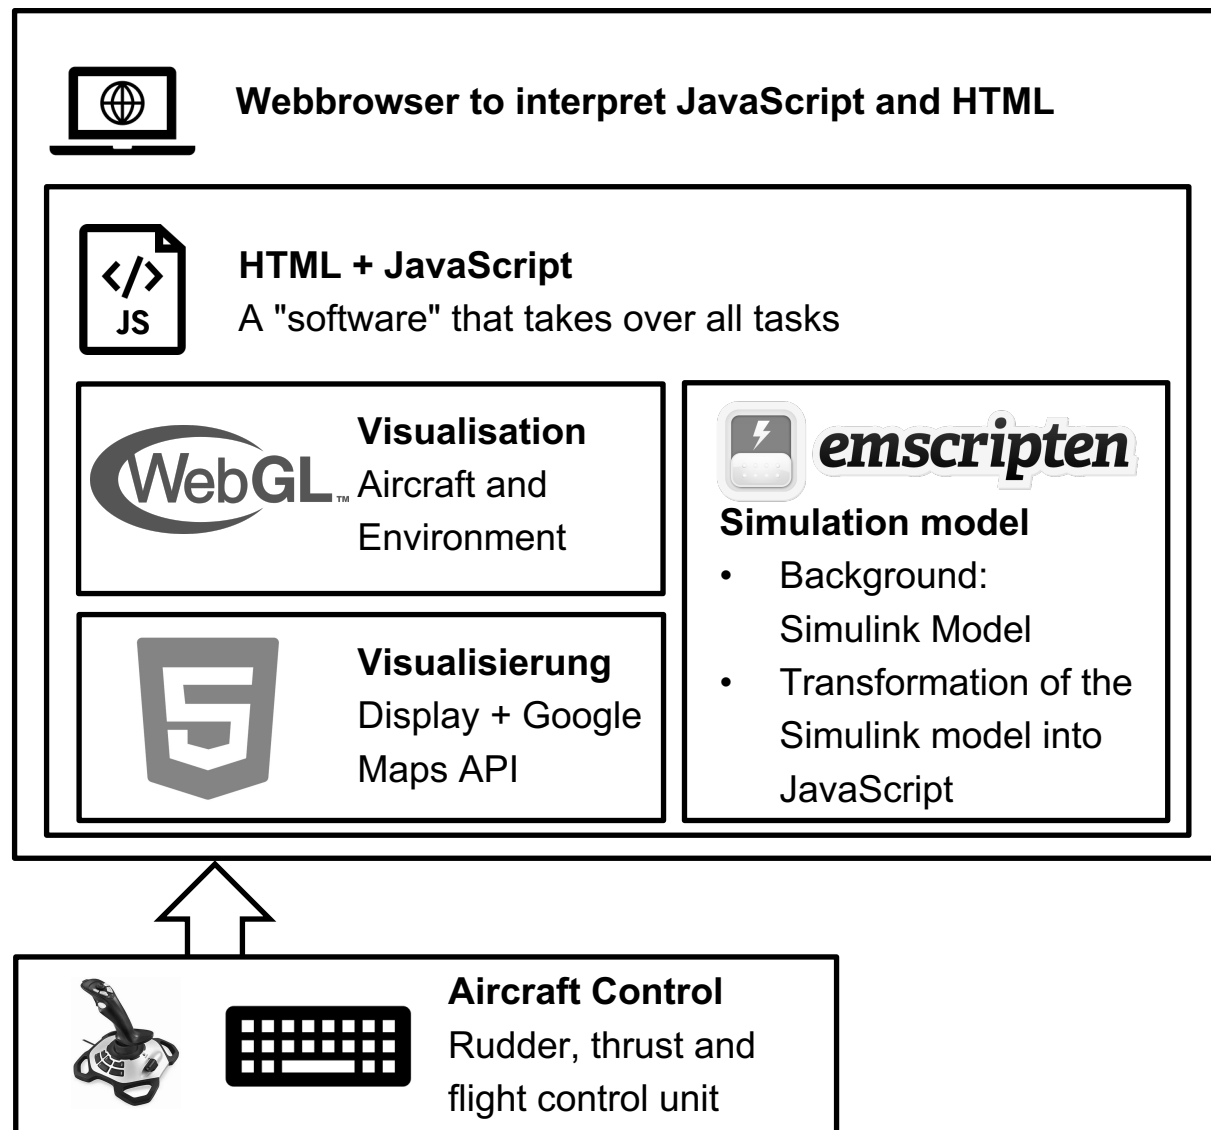 Webbrowser to interpret JavaScript and HTML
HTML + JavaScript
A "software" that takes over all tasks
</>
JS
WebGL™
Visualisation
Aircraft and
Environment
5
Visualisierung
Display + Google
Maps API
emscripten
Simulation model
• Background:
Simulink Model
• Transformation of the
Simulink model into
JavaScript
Aircraft Control
Rudder, thrust and
flight control unit